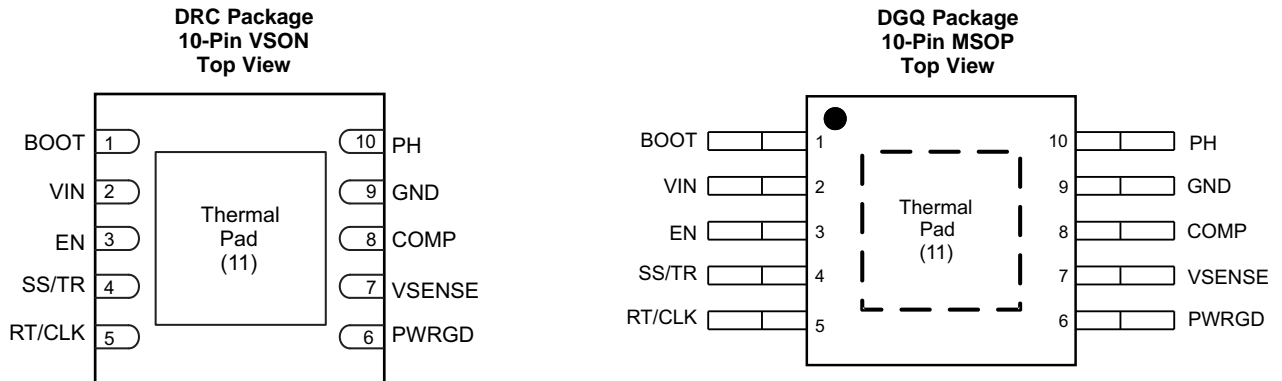 DRC Package
10-Pin VSON
Top View
BOOT 1
10 PH
VIN 2
9 GND
EN 3
8 COMP
SS/TR 4
7 VSENSE
RT/CLK 5
6 PWRGD
Thermal
Pad
(11)
DGQ Package
10-Pin MSOP
Top View
BOOT 1
10 PH
VIN 2
9 GND
EN 3
8 COMP
SS/TR 4
7 VSENSE
RT/CLK 5
6 PWRGD
Thermal
Pad
(11)